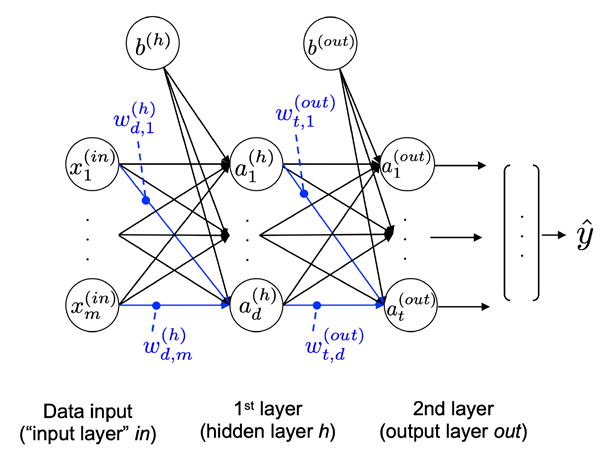 b^(h) b^(out)
w_{d,1}^(h) w_{t,1}^(out)
x_1^(in) a_1^(h) a_1^(out)
ŷ
x_m^(in) a_d^(h) a_t^(out)
w_{d,m}^(h) w_{t,d}^(out)
Data input 1st layer 2nd layer
(“input layer” in) (hidden layer h) (output layer out)